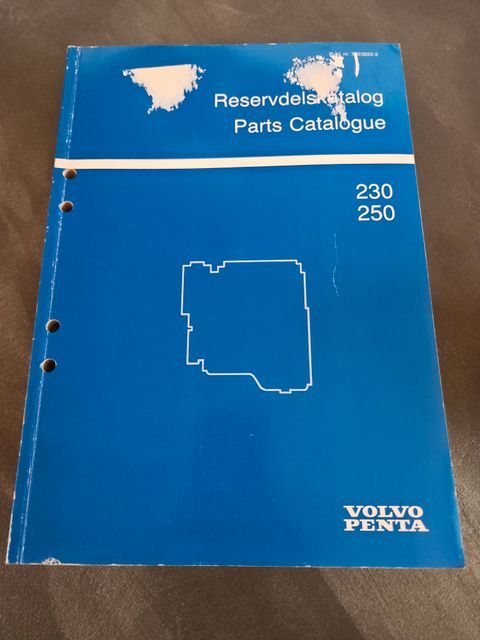 Reservdelskatalog
Parts Catalogue
230
250
VOLVO
PENTA